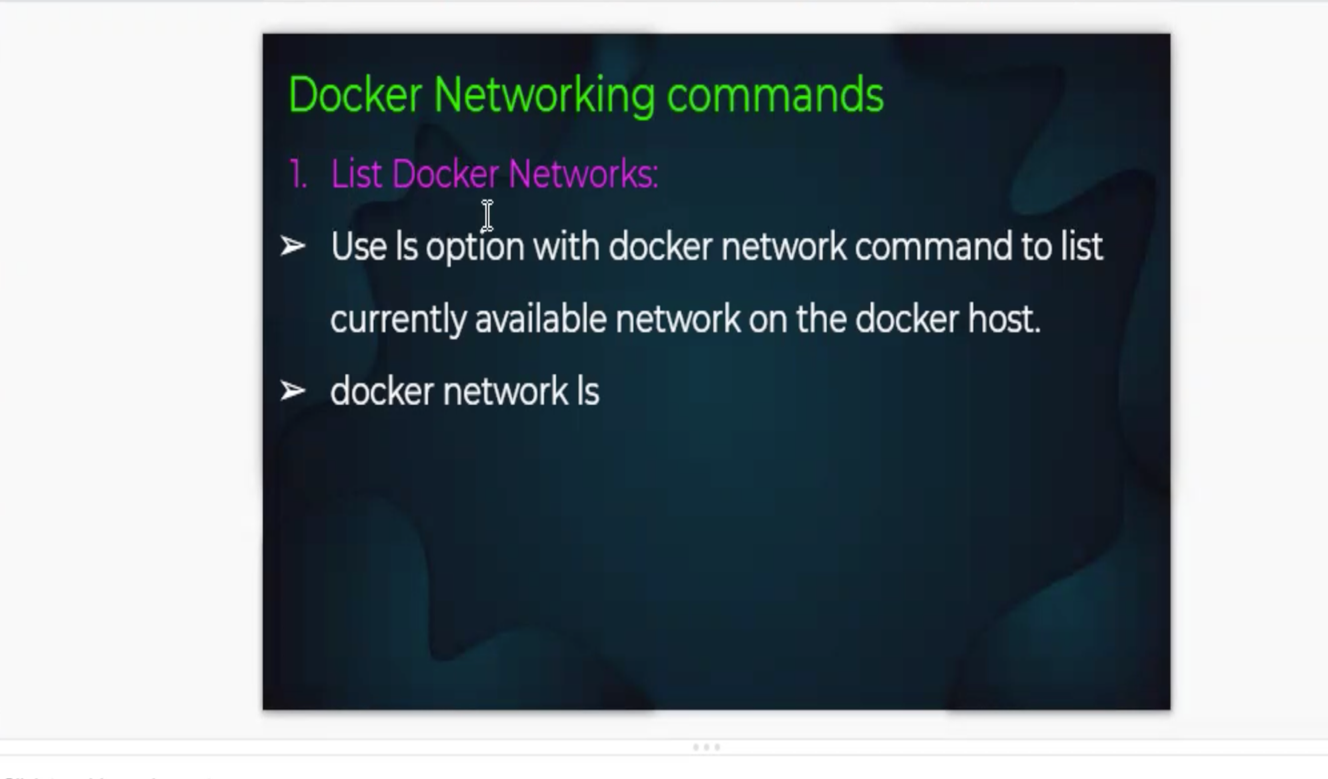 Docker Networking commands
1. List Docker Networks:
➢ Use ls option with docker network command to list
currently available network on the docker host.
➢ docker network ls